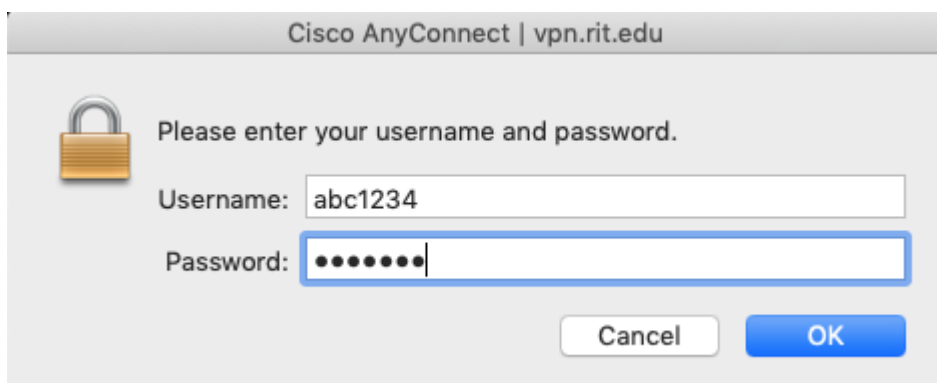 Cisco AnyConnect | vpn.rit.edu
Please enter your username and password.
Username: abc1234
Password: •••••••
Cancel OK